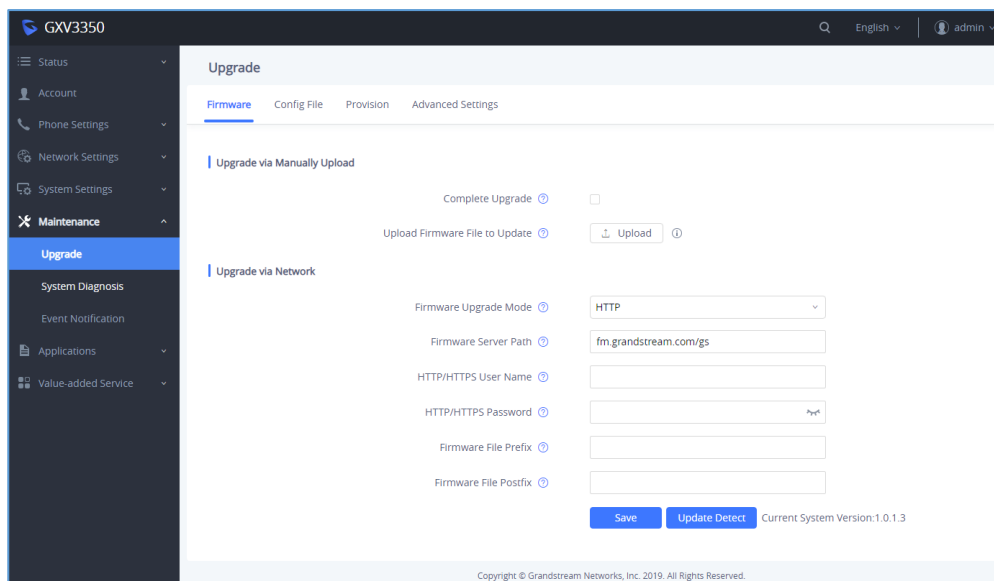 GXV3350
English
admin
Status
Account
Phone Settings
Network Settings
System Settings
Maintenance
Upgrade
System Diagnosis
Event Notification
Applications
Value-added Service
Upgrade
Firmware Config File Provision Advanced Settings
Upgrade via Manually Upload
Complete Upgrade
Upload Firmware File to Update Upload
Upgrade via Network
Firmware Upgrade Mode HTTP
Firmware Server Path fm.grandstream.com/gs
HTTP/HTTPS User Name
HTTP/HTTPS Password
Firmware File Prefix
Firmware File Postfix
Save Update Detect Current System Version:1.0.1.3
Copyright © Grandstream Networks, Inc. 2019. All Rights Reserved.